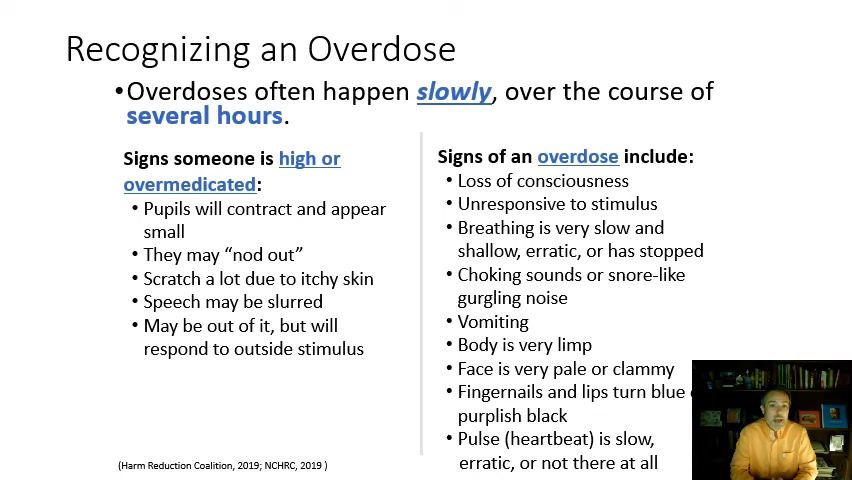 Recognizing an Overdose
•Overdoses often happen slowly, over the course of
several hours.
Signs someone is high or
overmedicated:
• Pupils will contract and appear
small
• They may “nod out”
• Scratch a lot due to itchy skin
• Speech may be slurred
• May be out of it, but will
respond to outside stimulus
Signs of an overdose include:
• Loss of consciousness
• Unresponsive to stimulus
• Breathing is very slow and
shallow, erratic, or has stopped
• Choking sounds or snore-like
gurgling noise
• Vomiting
• Body is very limp
• Face is very pale or clammy
• Fingernails and lips turn blue
purplish black
• Pulse (heartbeat) is slow,
erratic, or not there at all
(Harm Reduction Coalition, 2019; NCHRC, 2019 )